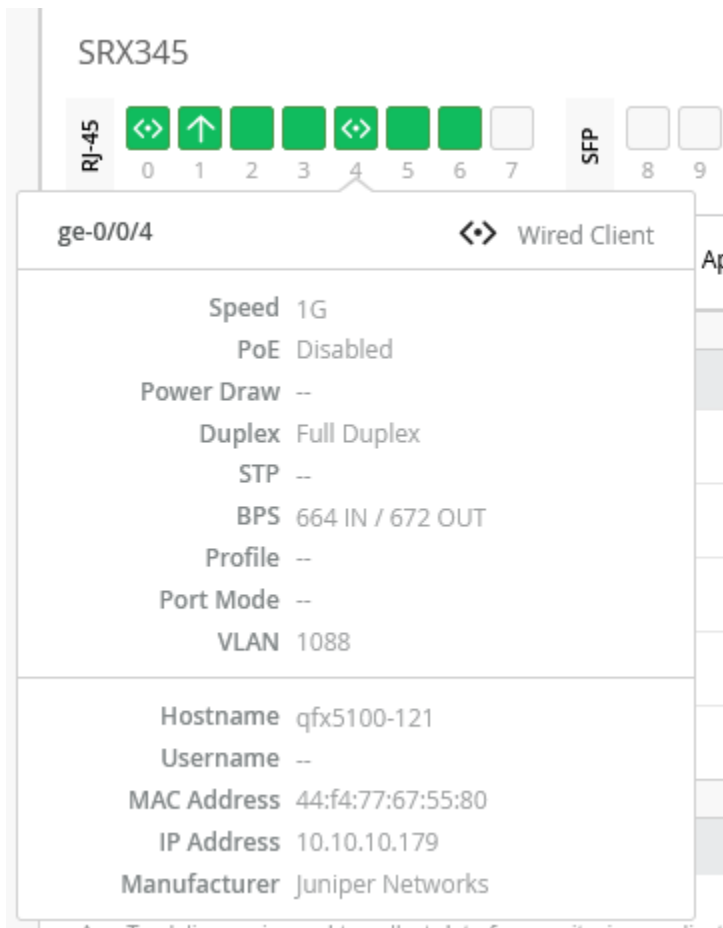 SRX345
RJ-45
SFP
0 1 2 3 4 5 6 7 8 9
ge-0/0/4 Wired Client
Speed 1G
PoE Disabled
Power Draw --
Duplex Full Duplex
STP --
BPS 664 IN / 672 OUT
Profile --
Port Mode --
VLAN 1088
Hostname qfx5100-121
Username --
MAC Address 44:f4:77:67:55:80
IP Address 10.10.10.179
Manufacturer Juniper Networks